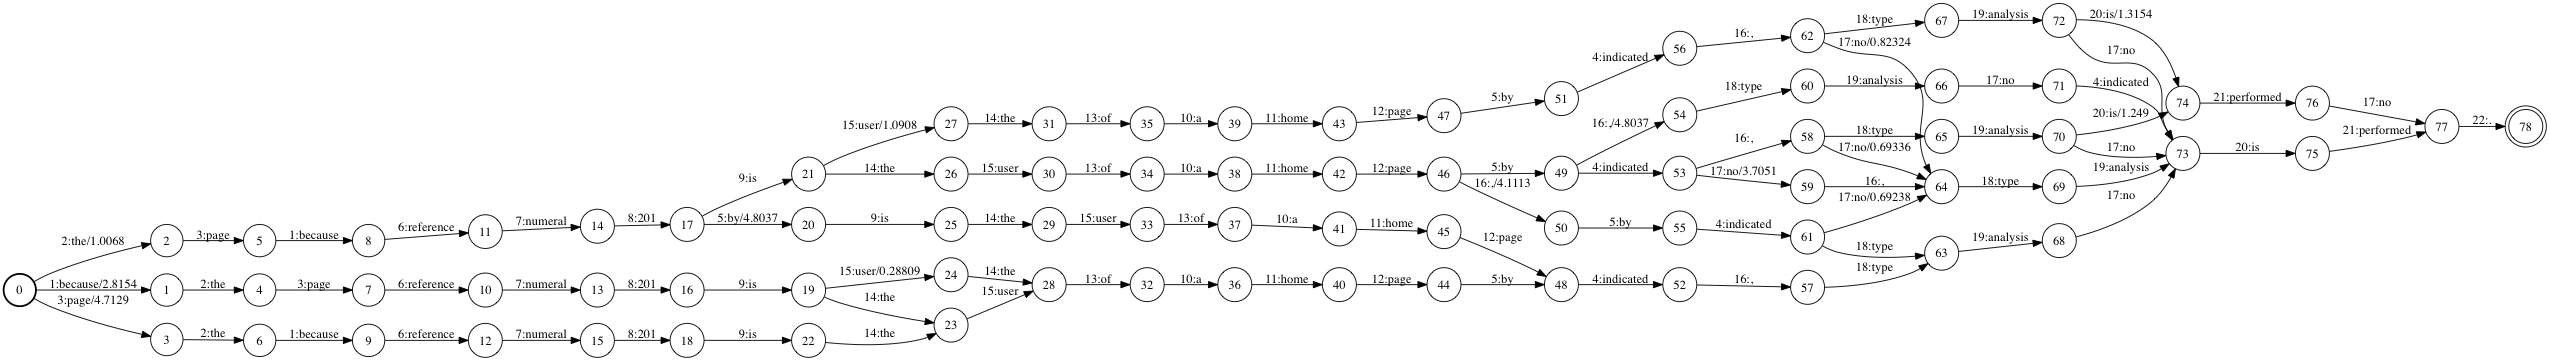 67 19:analysis 72 20:is/1.3154
18:type
16:, 62 17:no/0.82324
56 17:no
4:indicated
18:type 60 19:analysis 66 17:no 71 4:indicated
5:by 51 74 21:performed 76 17:no
15:user/1.0908 27 14:the 31 13:of 35 10:a 39 11:home 43 12:page 47 16:,/4.8037 54 20:is/1.249 77 22:. 78
16:, 58 18:type 65 19:analysis 70 17:no 21:performed
17:no/0.69336 73 20:is 75
9:is 21 14:the 26 15:user 30 13:of 34 10:a 38 11:home 42 12:page 46 5:by 49 4:indicated 53 17:no/3.7051 59 16:, 64 18:type 69 19:analysis
16:,/4.1113 17:no/0.69238 17:no
2:the/1.0068 2 3:page 5 1:because 8 6:reference 11 7:numeral 14 8:201 17 5:by/4.8037 20 9:is 25 14:the 29 15:user 33 13:of 37 10:a 41 11:home 45 12:page 50 5:by 55 4:indicated 61 18:type 63 19:analysis 68
0 1:because/2.8154 1 2:the 4 3:page 7 6:reference 10 7:numeral 13 8:201 16 9:is 19 15:user/0.28809 24 14:the 28 13:of 32 10:a 36 11:home 40 12:page 44 5:by 48 4:indicated 52 16:, 57 18:type
3:page/4.7129 14:the 15:user
3 2:the 6 1:because 9 6:reference 12 7:numeral 15 8:201 18 9:is 22 14:the 23